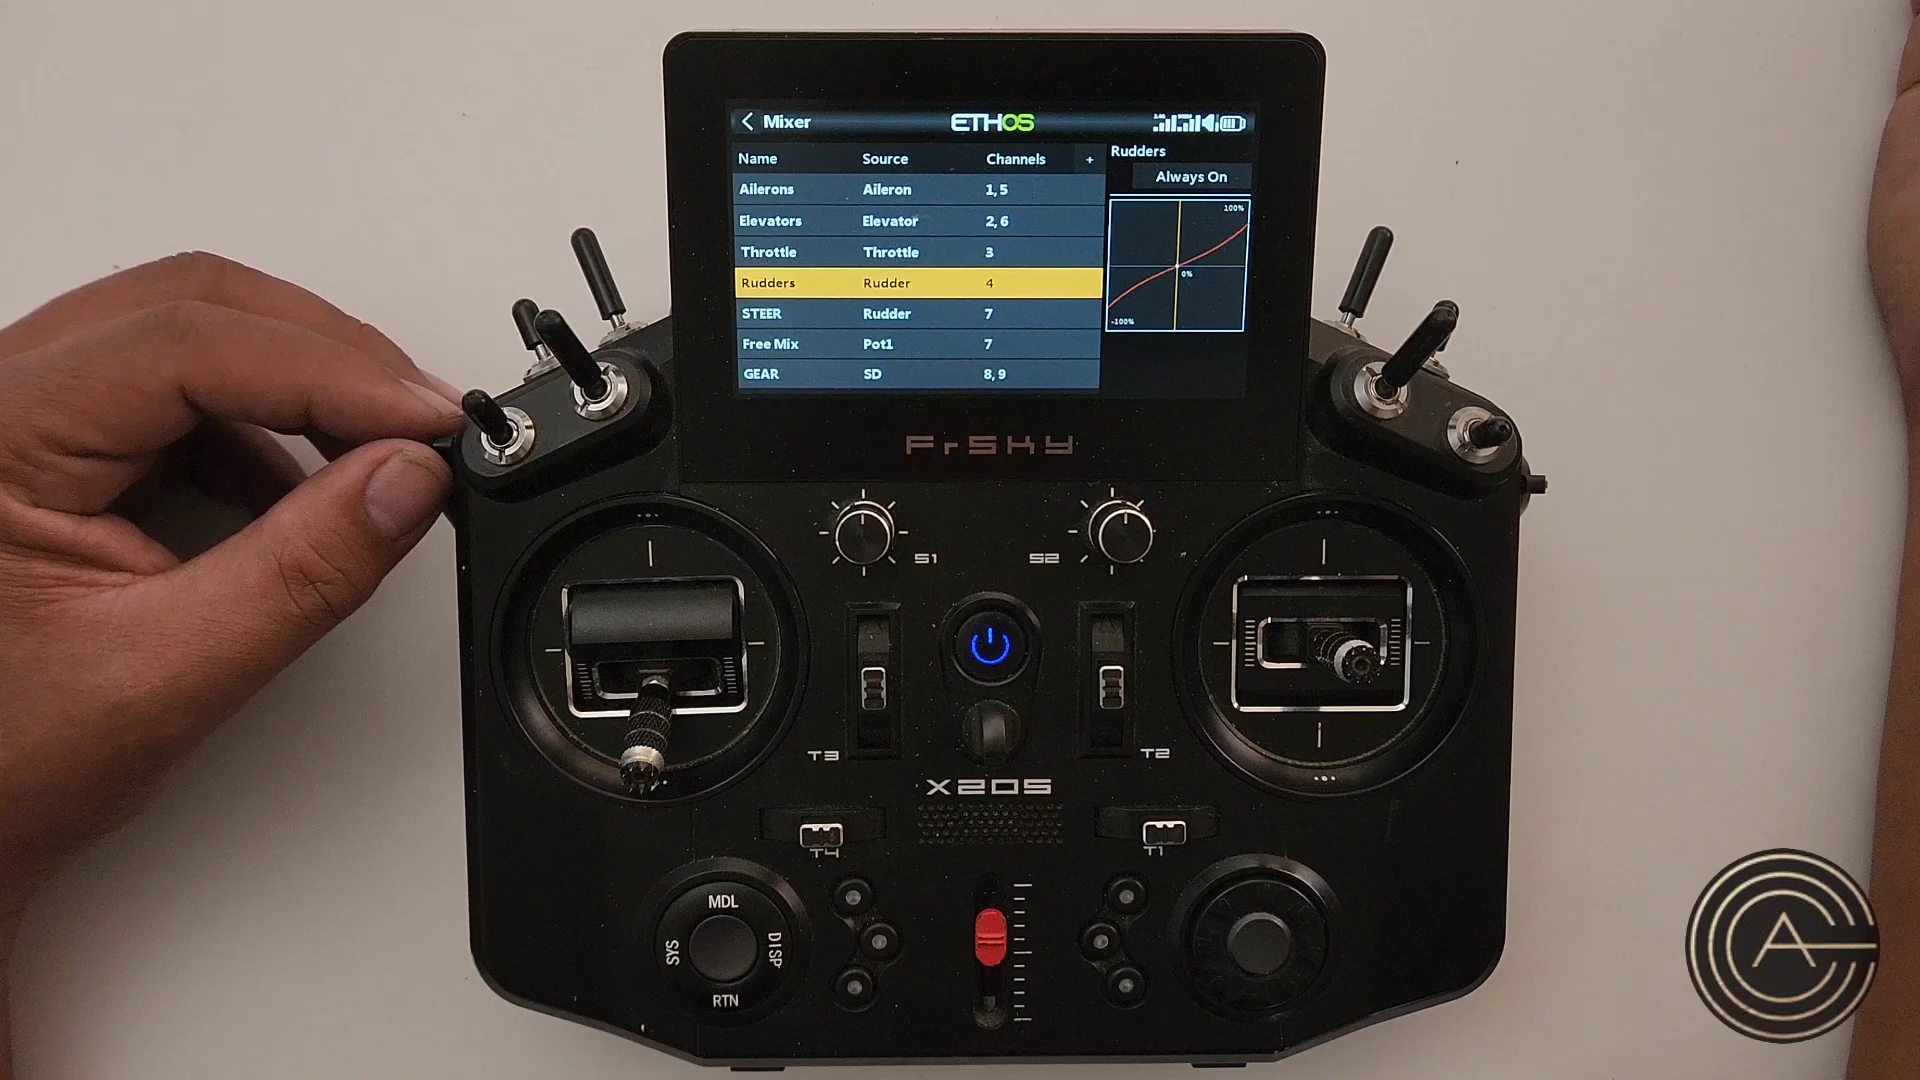 Mixer
ETHOS
Name Source Channels +
Ailerons Aileron 1,5
Elevators Elevator 2,6
Throttle Throttle 3
Rudders Rudder 4
STEER Rudder 7
Free Mix Pot1 7
GEAR SD 8,9
Rudders
Always On
100%
0%
-100%
FrSKY
S1
S2
T3
T2
X20S
T4
T1
MDL
SYS
DISP
RTN